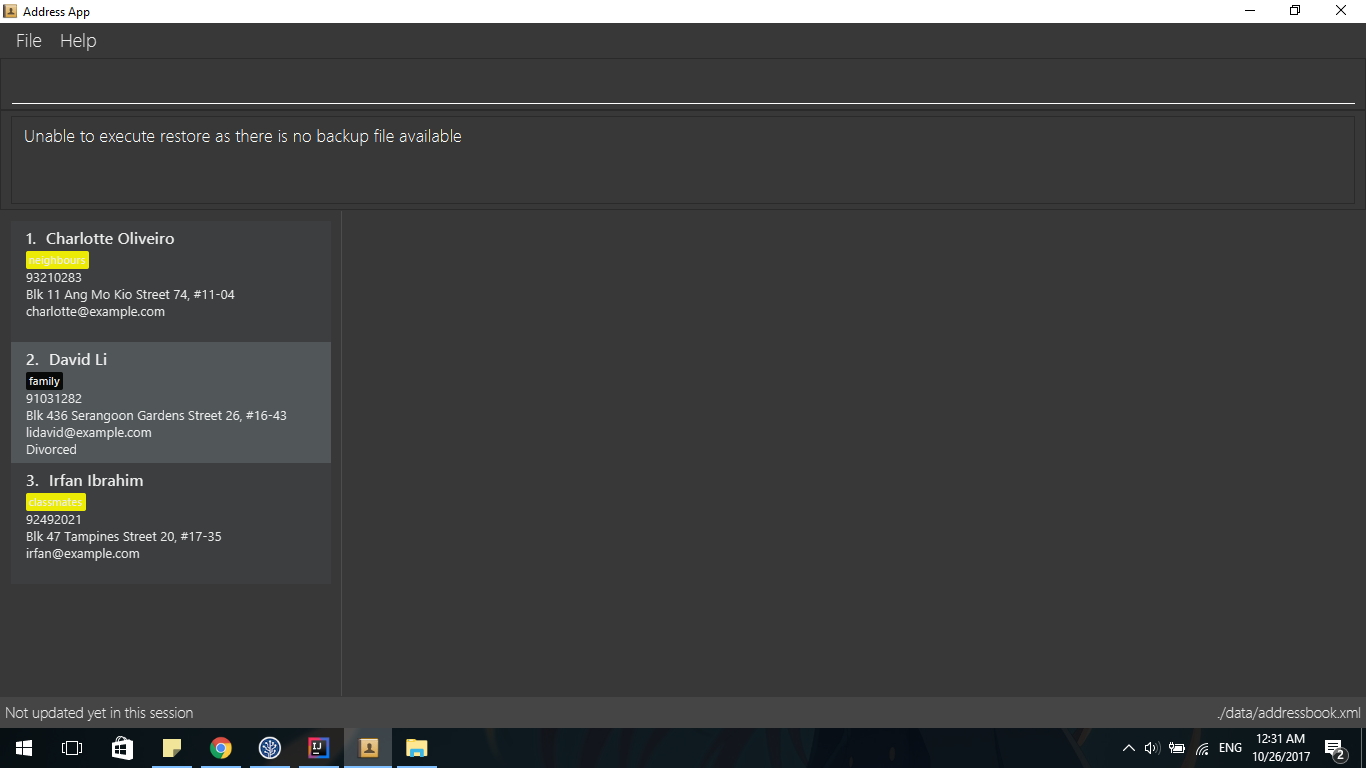 Address App
File Help
Unable to execute restore as there is no backup file available
1. Charlotte Oliveiro
neighbours
93210283
Blk 11 Ang Mo Kio Street 74, #11-04
charlotte@example.com
2. David Li
family
91031282
Blk 436 Serangoon Gardens Street 26, #16-43
lidavid@example.com
Divorced
3. Irfan Ibrahim
classmates
92492021
Blk 47 Tampines Street 20, #17-35
irfan@example.com
Not updated yet in this session
./data/addressbook.xml
IJ
ENG
12:31 AM
10/26/2017
2